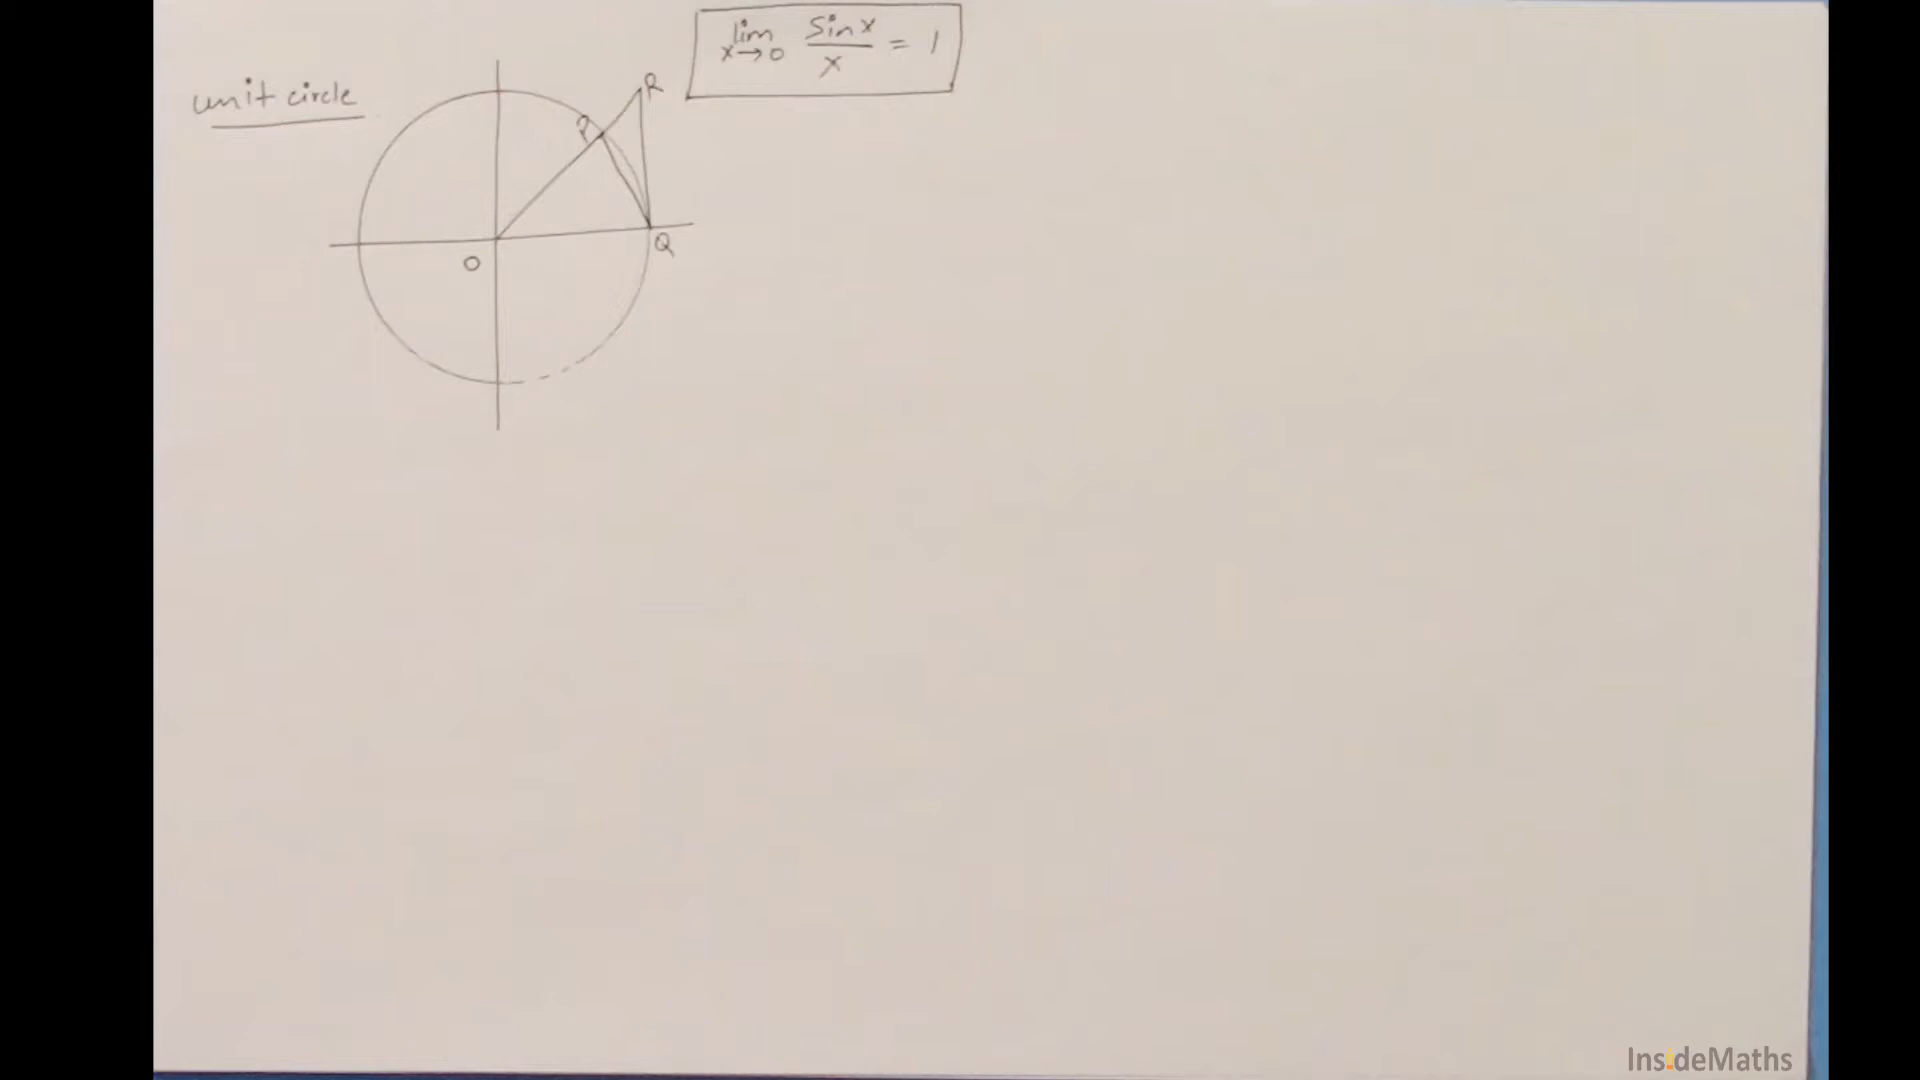 lim x→0 sin x / x = 1
unit circle
R
P
O
Q
InsideMaths